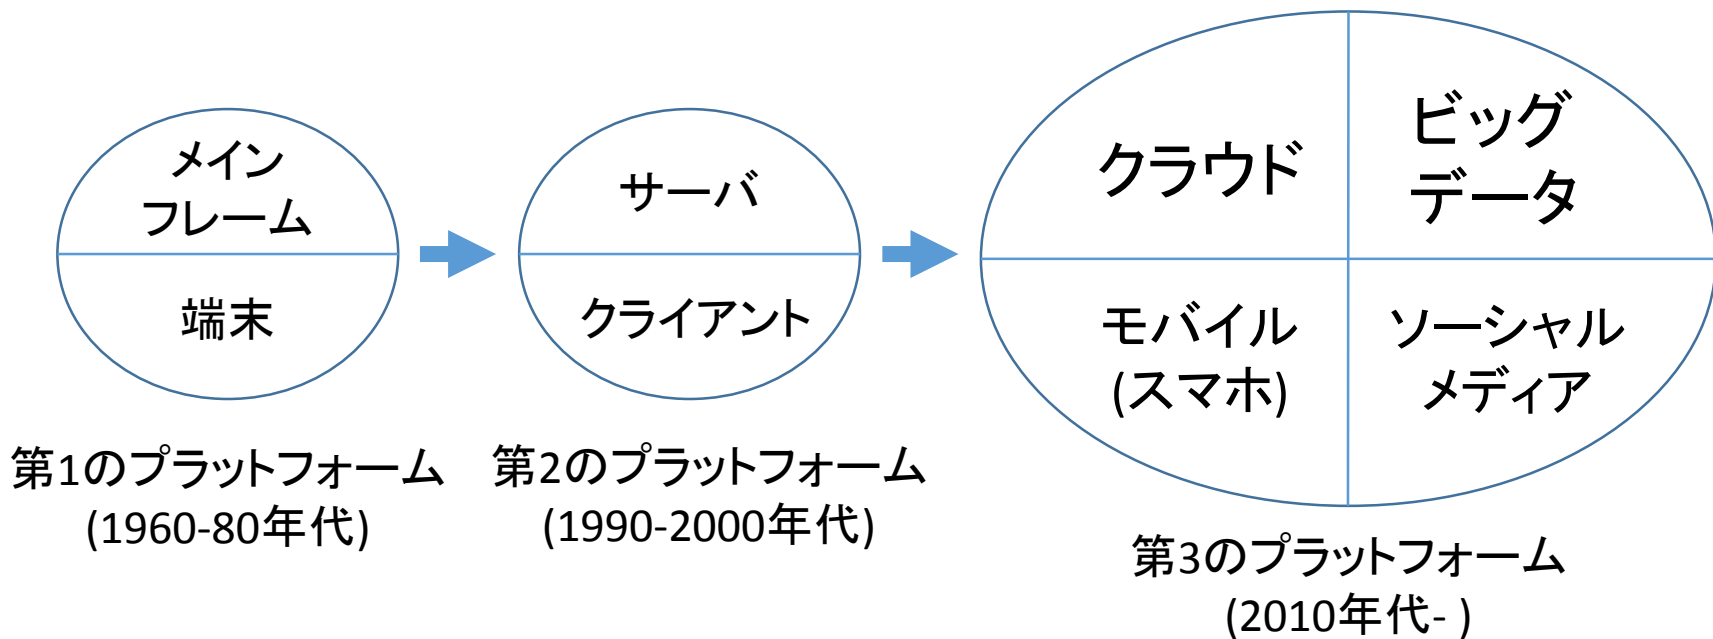 メイン
フレーム
端末
第1のプラットフォーム
(1960-80年代)
サーバ
クライアント
第2のプラットフォーム
(1990-2000年代)
クラウド
ビッグ
データ
モバイル
(スマホ)
ソーシャル
メディア
第3のプラットフォーム
(2010年代- )